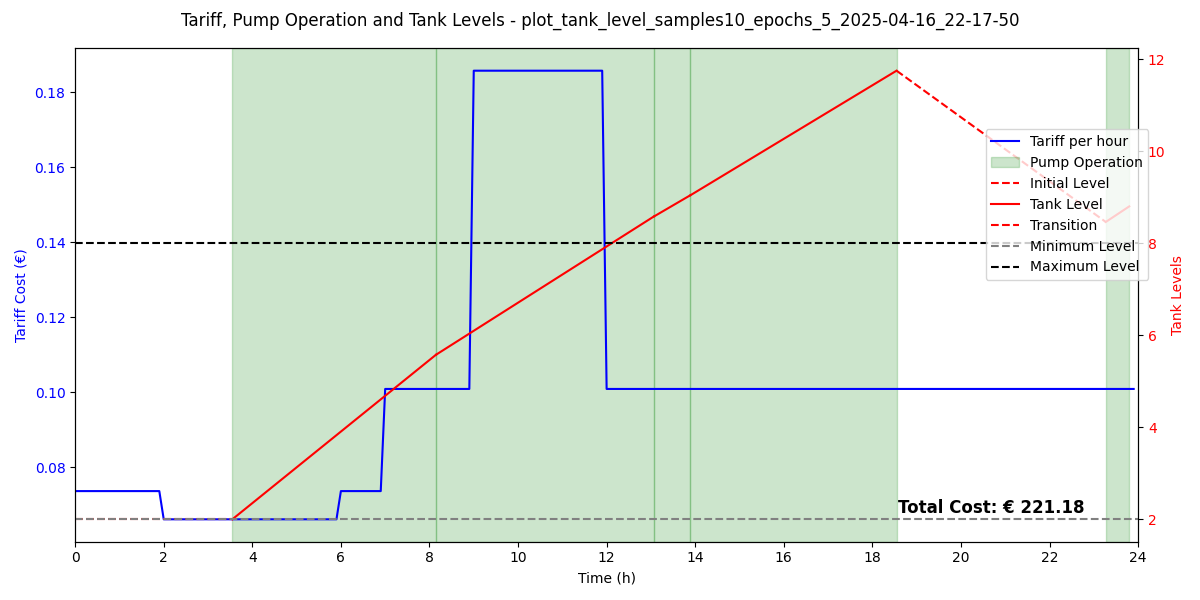 Tariff, Pump Operation and Tank Levels - plot_tank_level_samples10_epochs_5_2025-04-16_22-17-50
Tariff Cost (€)
0.18
0.16
0.14
0.12
0.10
0.08
12
10
8
6
4
2
Tank Levels
Tariff per hour
Pump Operation
Initial Level
Tank Level
Transition
Minimum Level
Maximum Level
Total Cost: € 221.18
0 2 4 6 8 10 12 14 16 18 20 22 24
Time (h)